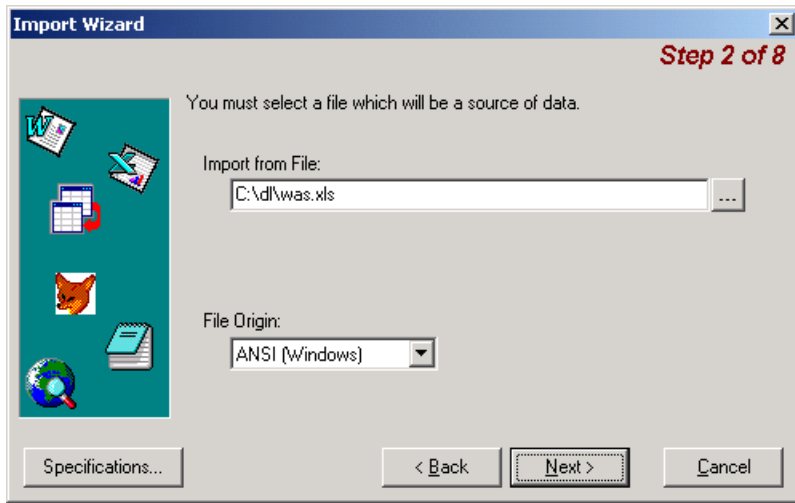 Import Wizard
Step 2 of 8
You must select a file which will be a source of data.
Import from File:
C:\dl\was.xls
...
File Origin:
ANSI (Windows)
Specifications...
< Back
Next >
Cancel